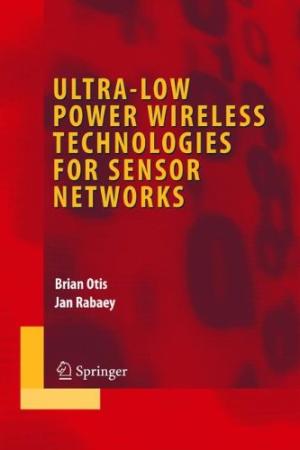 ULTRA-LOW
POWER WIRELESS
TECHNOLOGIES
FOR SENSOR
NETWORKS
Brian Otis
Jan Rabaey
Springer